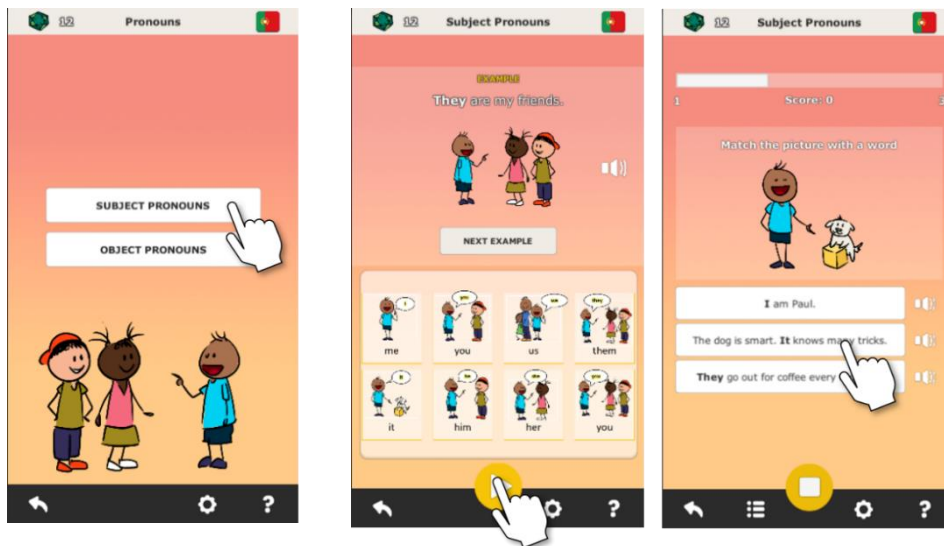 12 Pronouns
SUBJECT PRONOUNS
OBJECT PRONOUNS
?
12 Subject Pronouns
EXAMPLE
They are my friends.
NEXT EXAMPLE
I
you
we
they
me
you
us
them
it
he
she
you
it
him
her
you
?
12 Subject Pronouns
1
Score: 0
3
Match the picture with a word
I am Paul.
The dog is smart. It knows many tricks.
They go out for coffee every
?